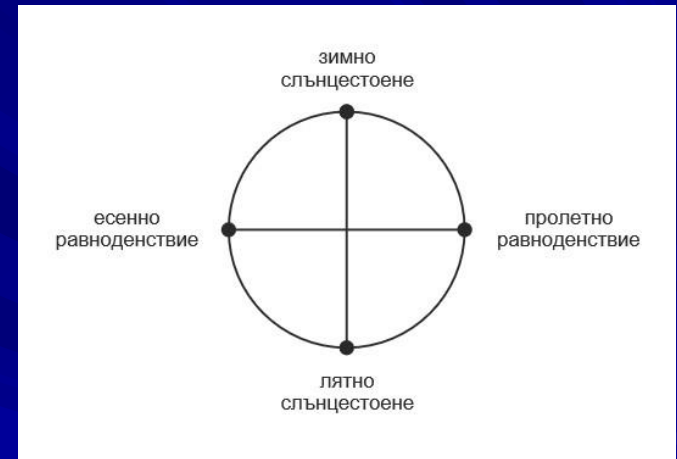 зимно
слънцестоене
есенно
равноденствие
пролетно
равноденствие
лятно
слънцестоене